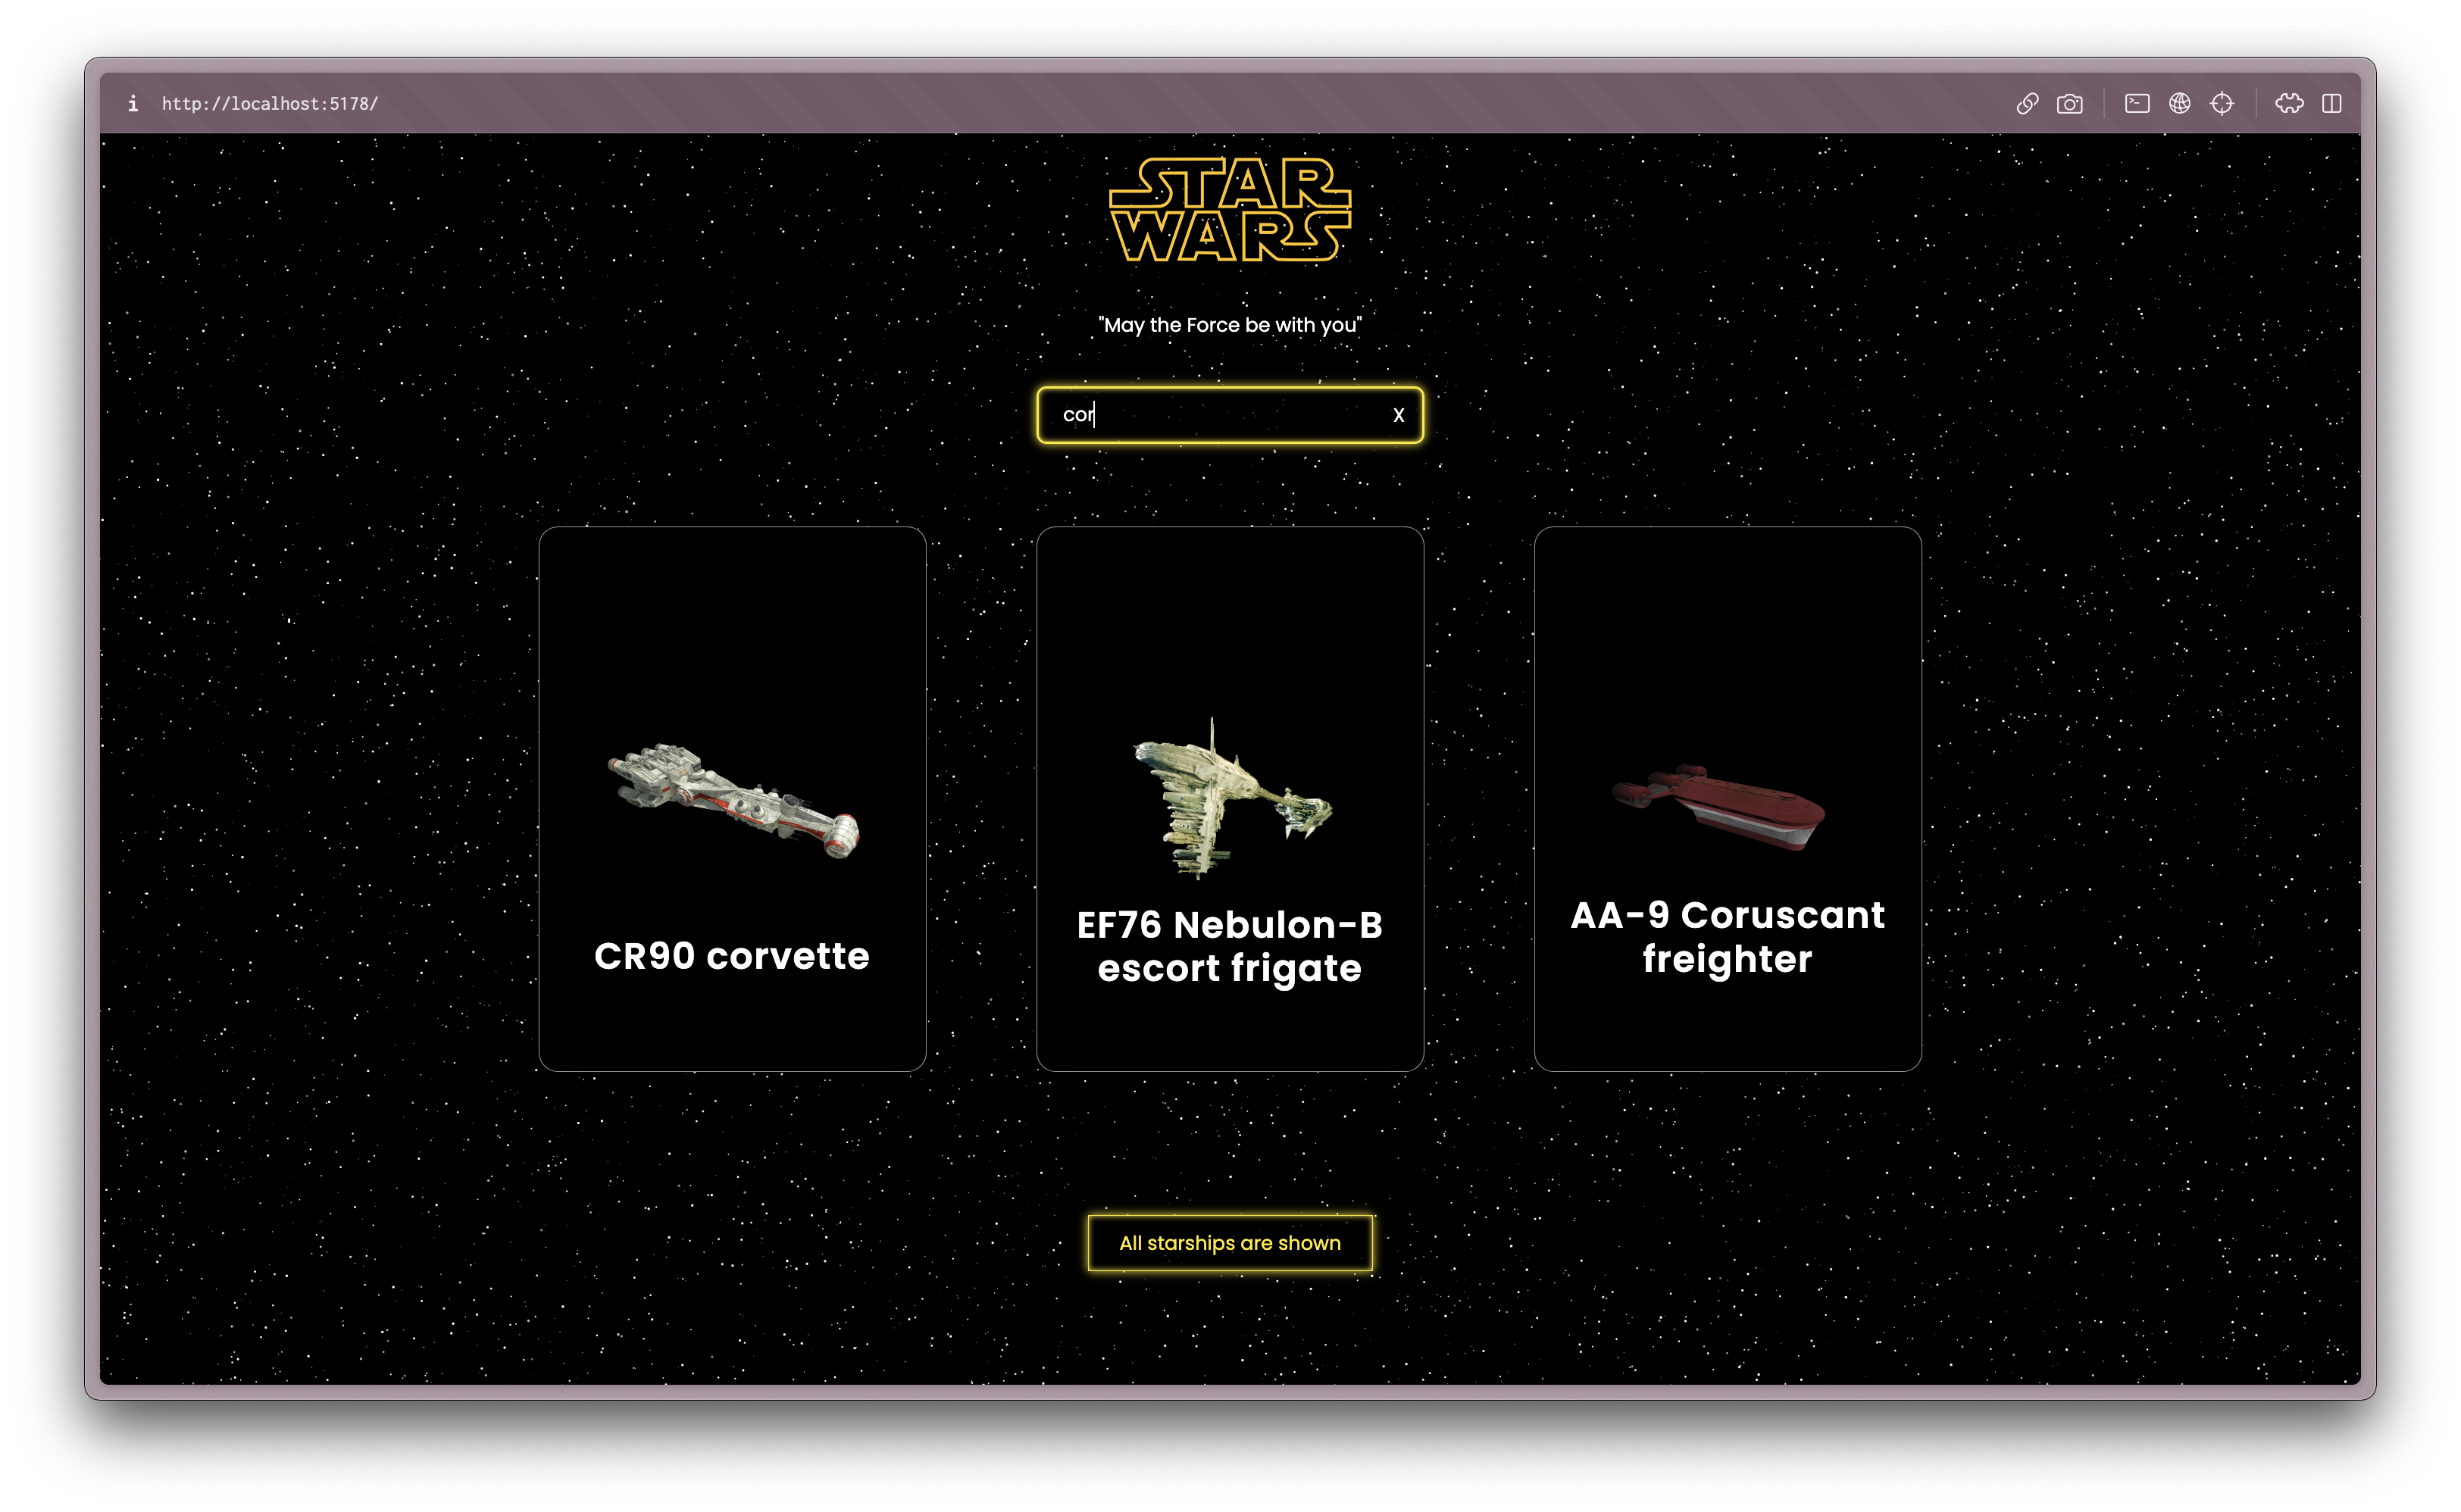 http://localhost:5178/
STAR
WARS
"May the Force be with you"
cor
X
CR90 corvette
EF76 Nebulon-B
escort frigate
AA-9 Coruscant
freighter
All starships are shown